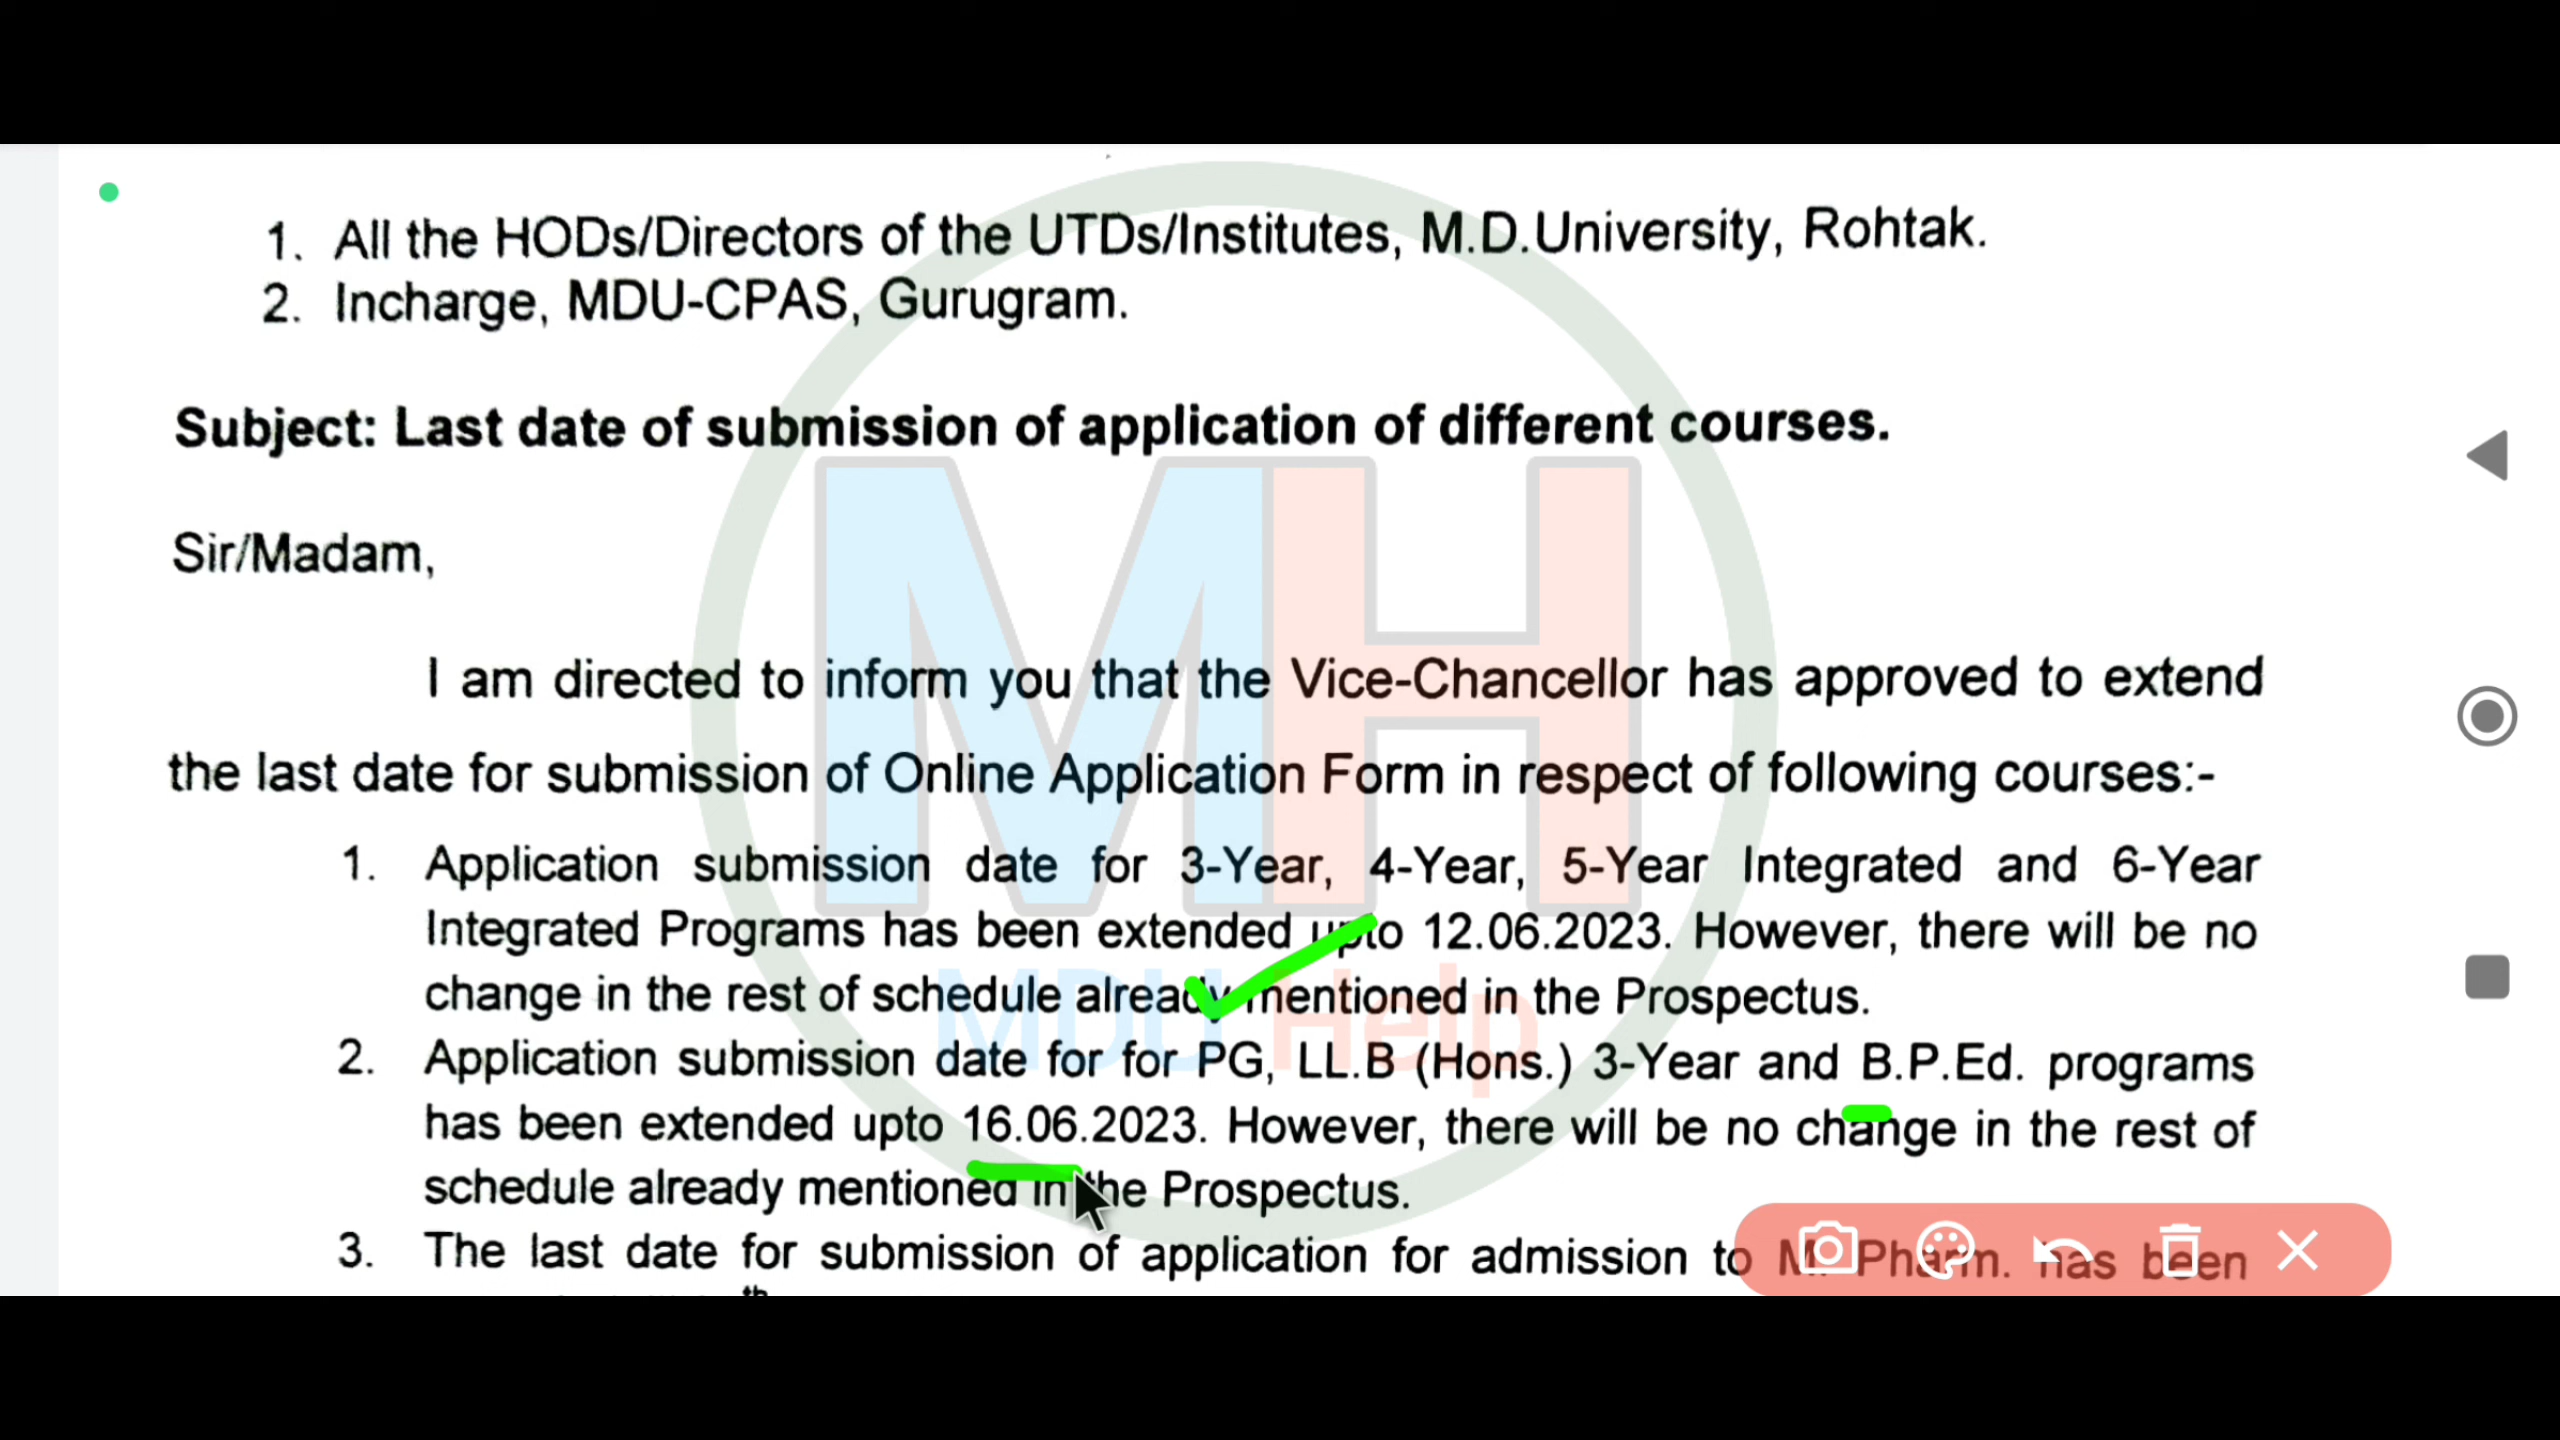 1. All the HODs/Directors of the UTDs/Institutes, M.D.University, Rohtak.
2. Incharge, MDU-CPAS, Gurugram.
Subject: Last date of submission of application of different courses.
Sir/Madam,
I am directed to inform you that the Vice-Chancellor has approved to extend
the last date for submission of Online Application Form in respect of following courses:-
1. Application submission date for 3-Year, 4-Year, 5-Year Integrated and 6-Year
Integrated Programs has been extended upto 12.06.2023. However, there will be no
change in the rest of schedule already mentioned in the Prospectus.
2. Application submission date for for PG, LL.B (Hons.) 3-Year and B.P.Ed. programs
has been extended upto 16.06.2023. However, there will be no change in the rest of
schedule already mentioned in the Prospectus.
3. The last date for submission of application for admission to M. Pharm. has been
th
MH
MDU Help